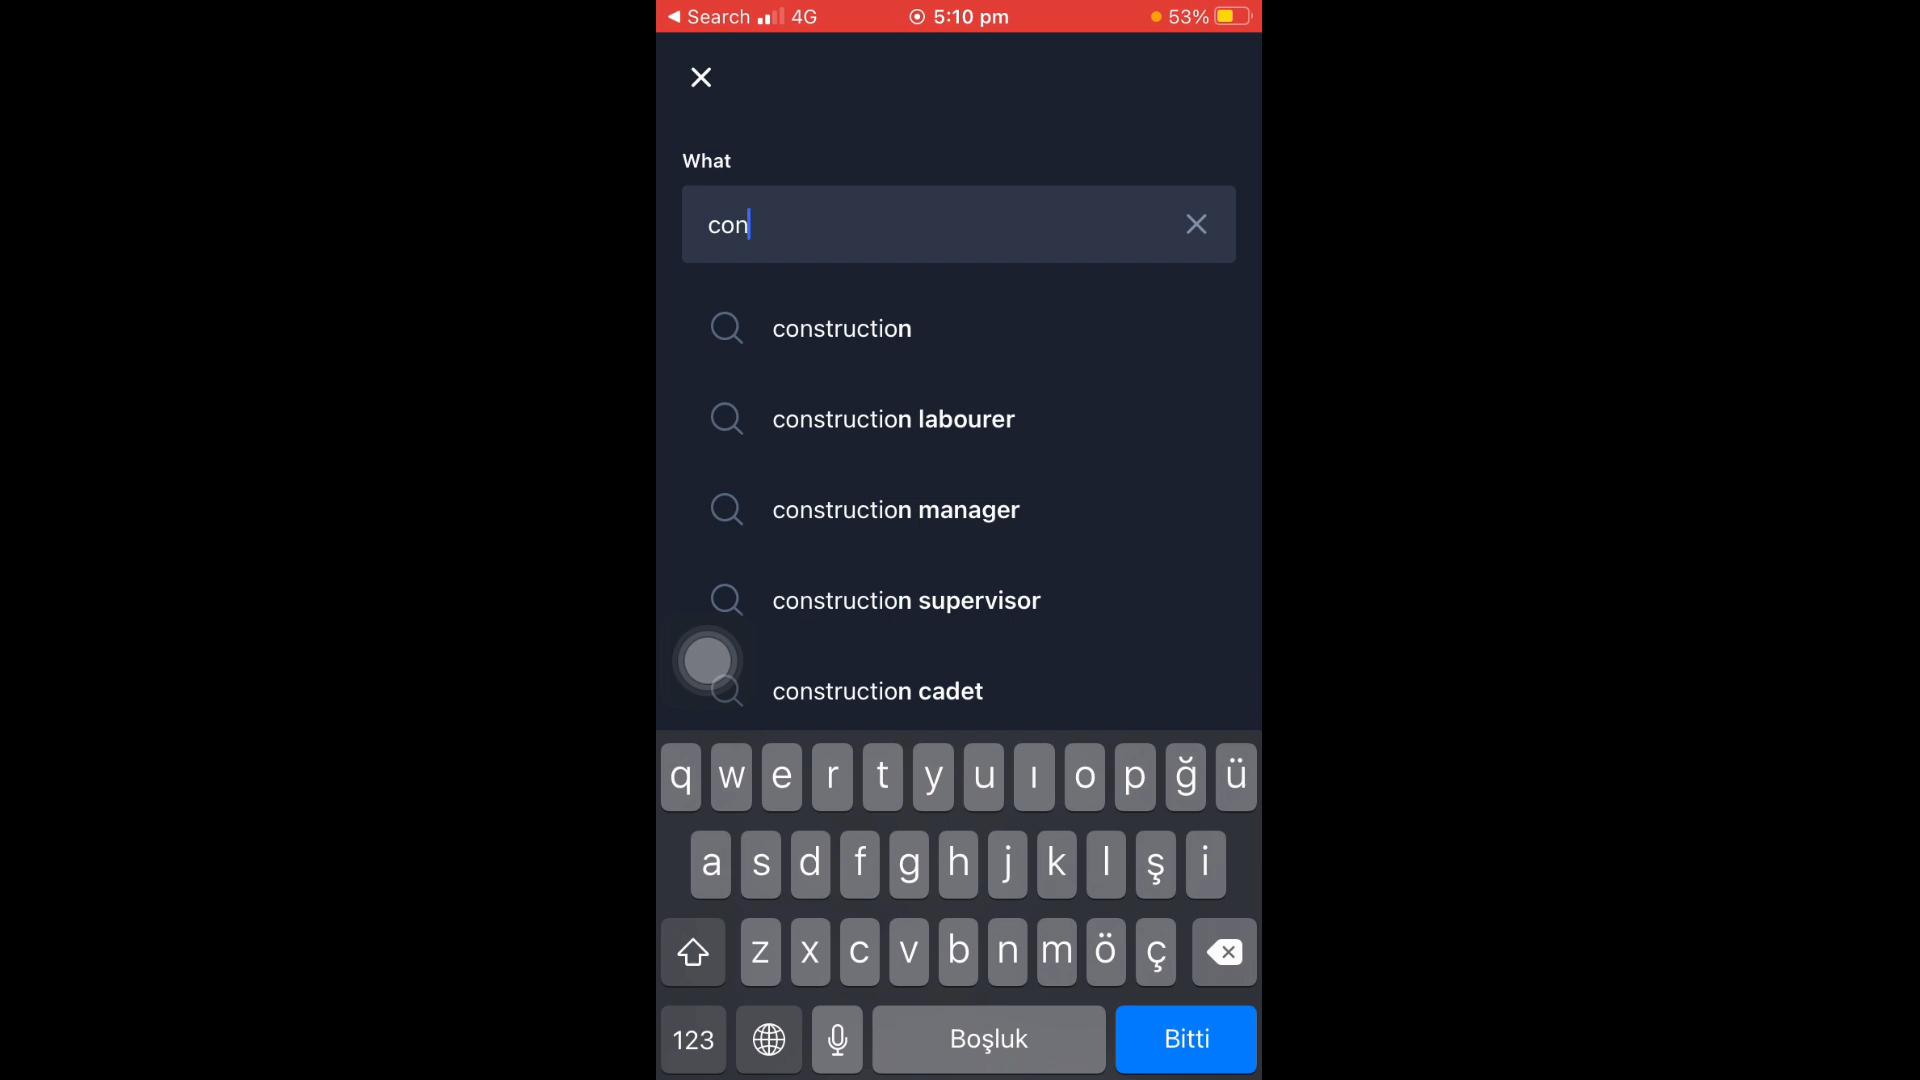 Search 4G 5:10 pm 53%
What
con
construction
construction labourer
construction manager
construction supervisor
construction cadet
q w e r t y u ı o p ğ ü
a s d f g h j k l ş i
z x c v b n m ö ç
123 Boşluk Bitti